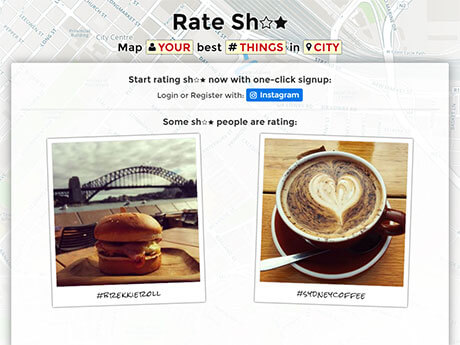 Rate Sh☆★
Map YOUR best #THINGS in CITY
Start rating sh☆★ now with one-click signup:
Login or Register with: Instagram
Some sh☆★ people are rating:
#BREKKIEROLL
#SYDNEYCOFFEE